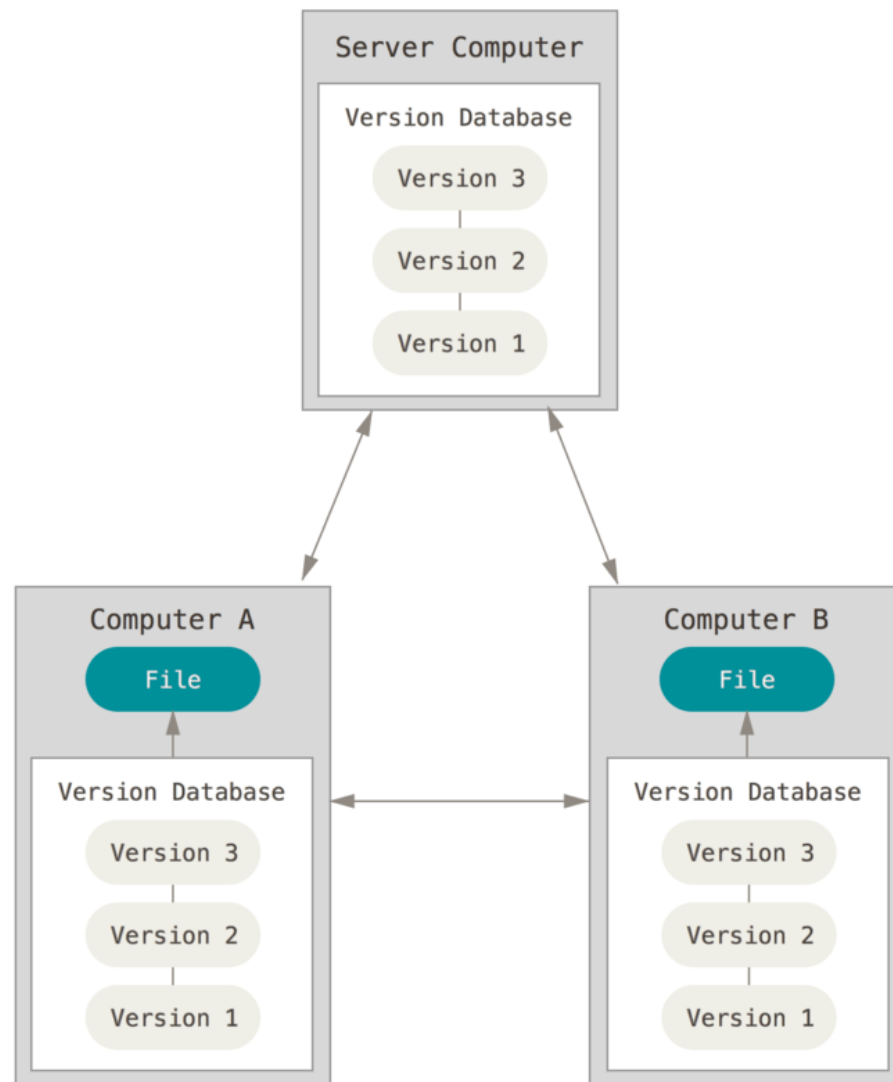 Server Computer
Version Database
Version 3
Version 2
Version 1
Computer A
File
Version Database
Version 3
Version 2
Version 1
Computer B
File
Version Database
Version 3
Version 2
Version 1